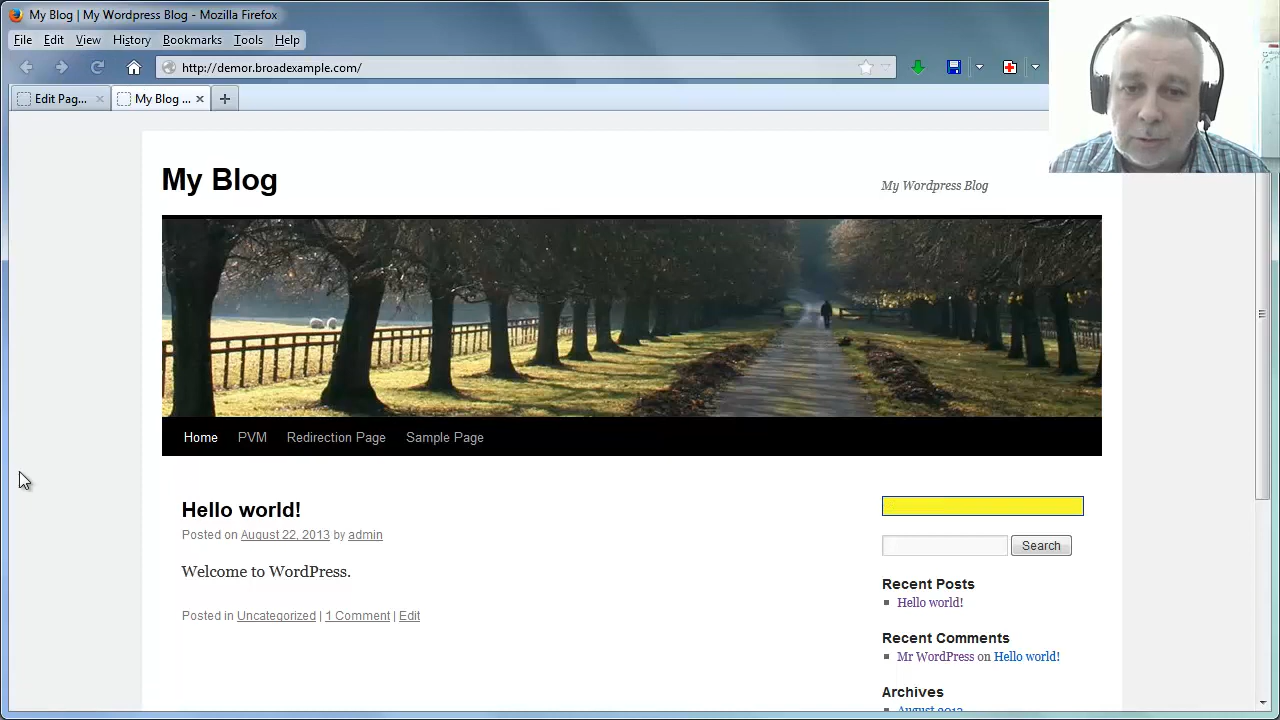 My Blog | My Wordpress Blog - Mozilla Firefox
File Edit View History Bookmarks Tools Help
http://demor.broadexample.com/
Edit Pag...
My Blog ...
My Blog
My Wordpress Blog
Home PVM Redirection Page Sample Page
Hello world!
Posted on August 22, 2013 by admin
Welcome to WordPress.
Posted in Uncategorized | 1 Comment | Edit
Search
Recent Posts
Hello world!
Recent Comments
Mr WordPress on Hello world!
Archives
August 2013